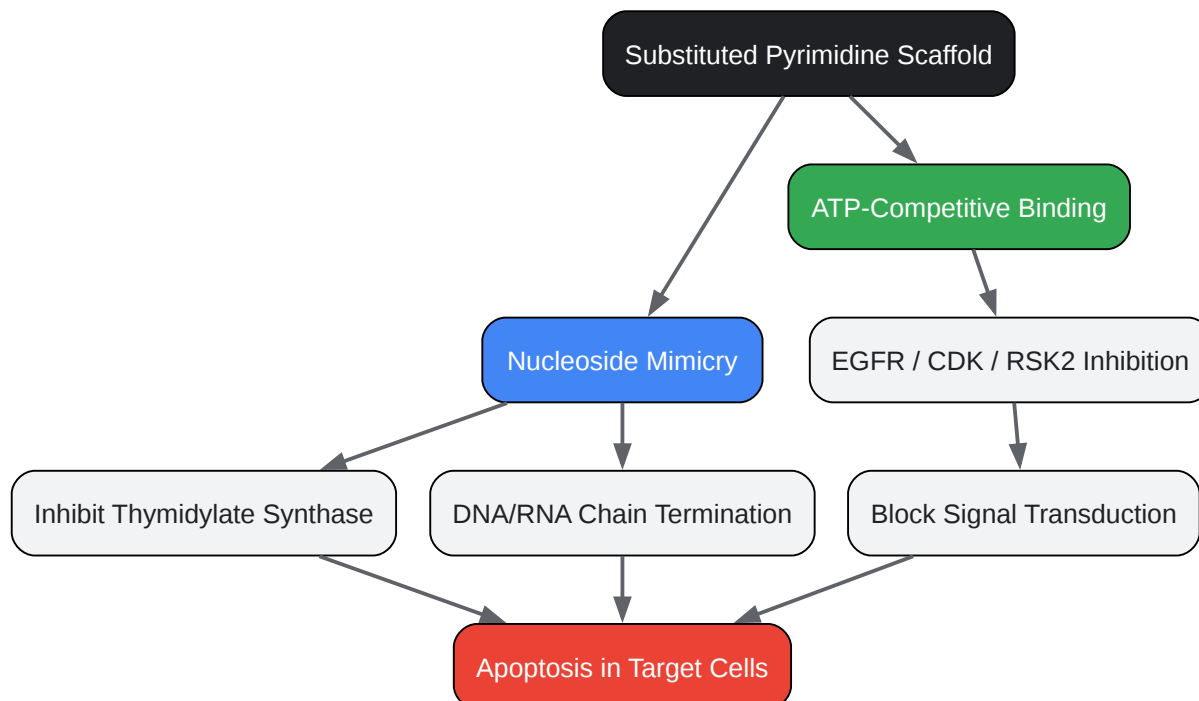 Substituted Pyrimidine Scaffold
ATP-Competitive Binding
Nucleoside Mimicry
EGFR / CDK / RSK2 Inhibition
Inhibit Thymidylate Synthase
DNA/RNA Chain Termination
Block Signal Transduction
Apoptosis in Target Cells